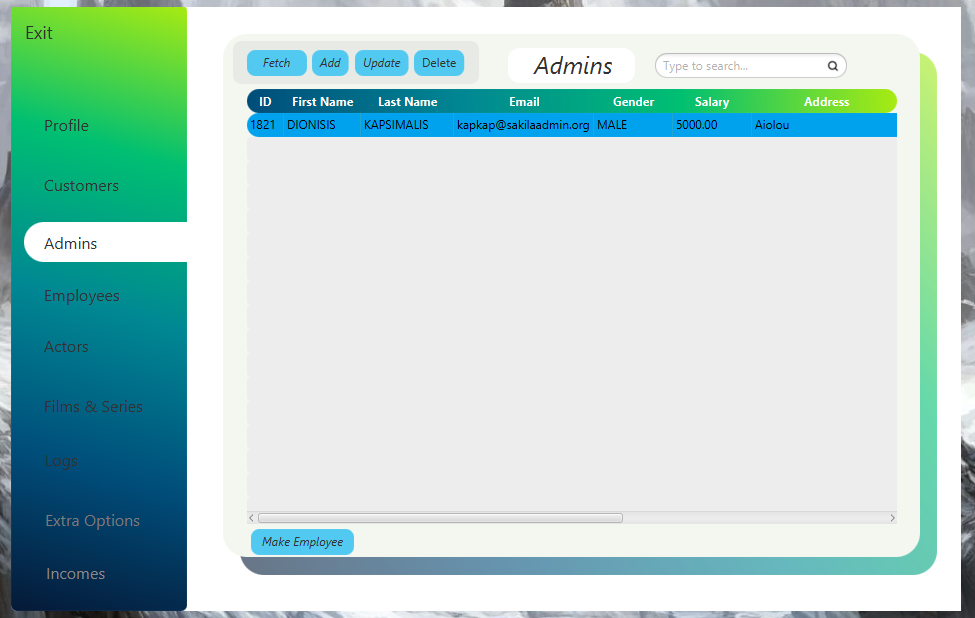 Exit
Profile
Customers
Admins
Employees
Actors
Films & Series
Logs
Extra Options
Incomes
Fetch Add Update Delete
Admins
Type to search...
ID First Name Last Name Email Gender Salary Address
1821 DIONISIS KAPSIMALIS kapkap@sakilaadmin.org MALE 5000.00 Aiolou
Make Employee